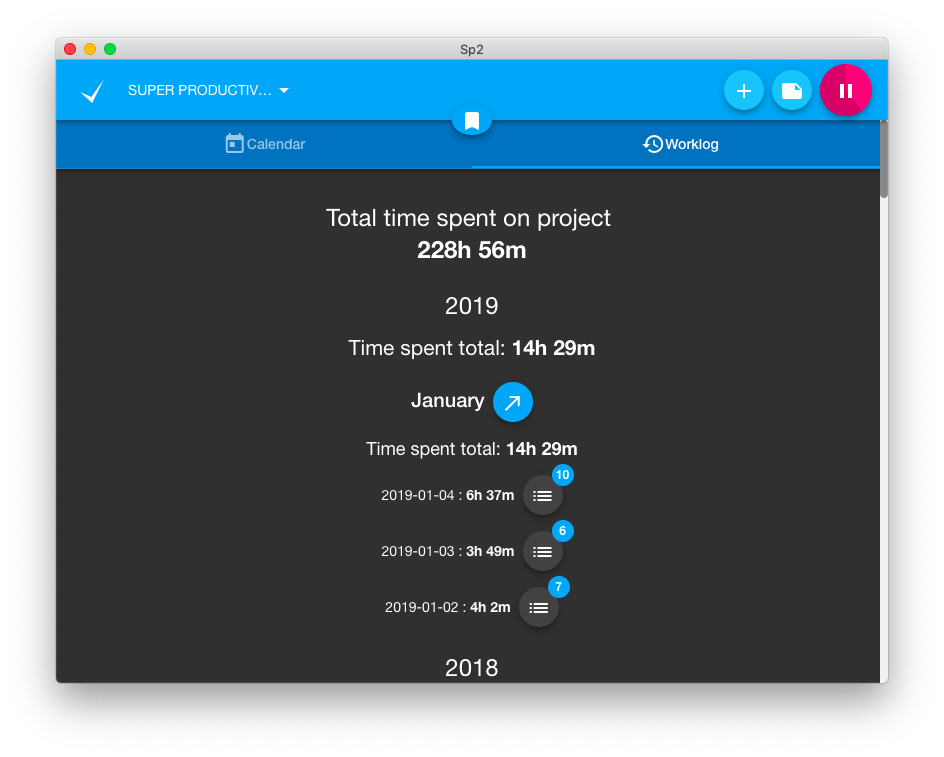 Sp2
SUPER PRODUCTIV...
Calendar
Worklog
Total time spent on project
228h 56m
2019
Time spent total: 14h 29m
January
Time spent total: 14h 29m
2019-01-04 : 6h 37m
10
2019-01-03 : 3h 49m
6
2019-01-02 : 4h 2m
7
2018